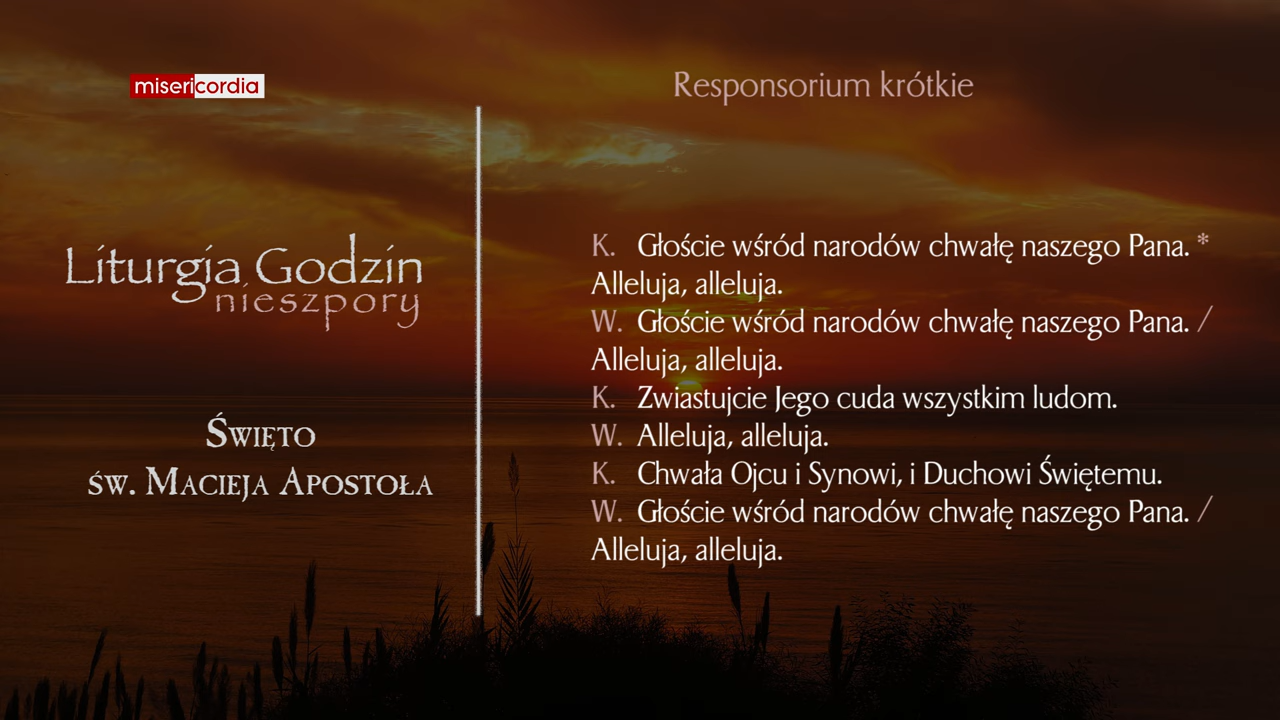 misericordia
Liturgia Godzin
nieszpory
Święto
św. Macieja Apostoła
Responsorium krótkie
K. Głoście wśród narodów chwałę naszego Pana. *
Alleluja, alleluja.
W. Głoście wśród narodów chwałę naszego Pana. /
Alleluja, alleluja.
K. Zwiastujcie Jego cuda wszystkim ludom.
W. Alleluja, alleluja.
K. Chwała Ojcu i Synowi, i Duchowi Świętemu.
W. Głoście wśród narodów chwałę naszego Pana. /
Alleluja, alleluja.